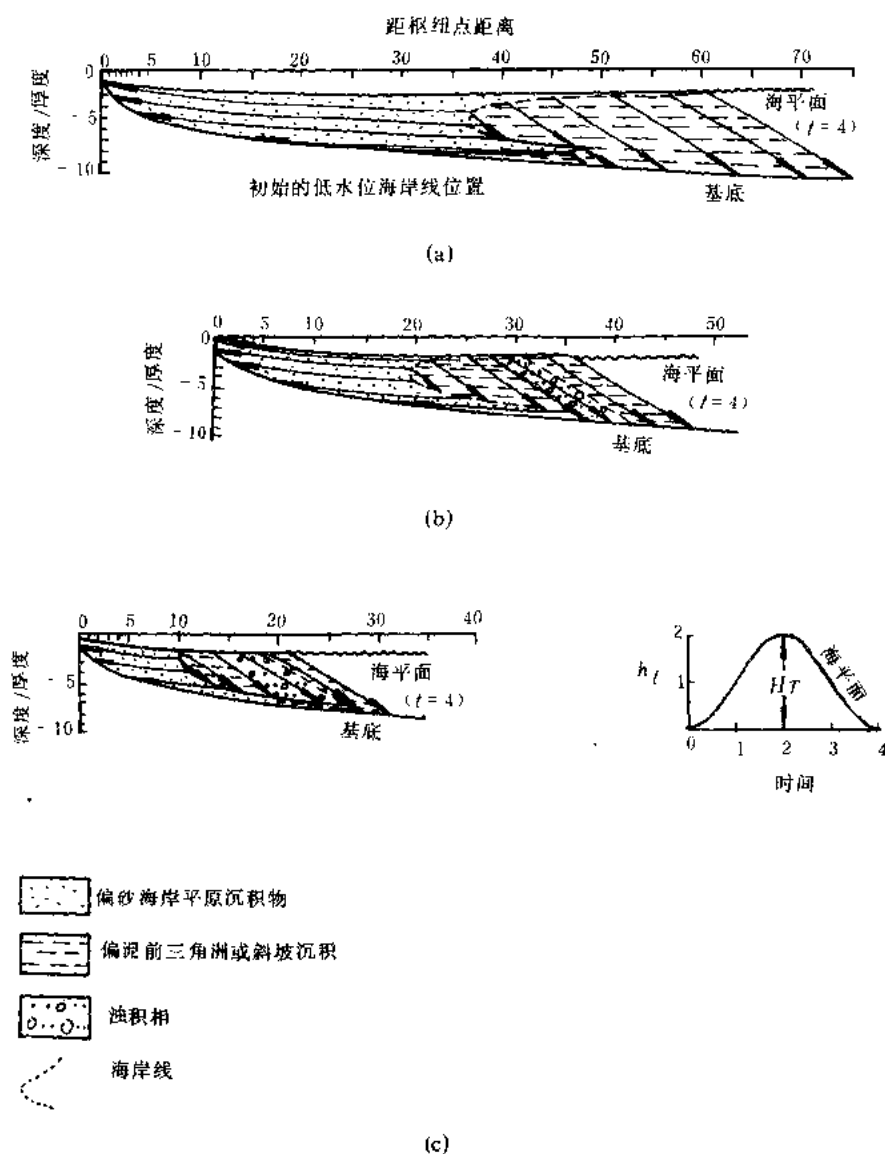 距枢纽点距离
0 5 10 20 30 40 50 60 70
0
-5
-10
深度/厚度
海平面
(t=4)
初始的低水位海岸线位置
基底
(a)
0 5 10 20 30 40 50
0
-5
-10
深度/厚度
海平面
(t=4)
基底
(b)
0 5 10 20 30 40
0
-5
-10
深度/厚度
海平面
(t=4)
基底
2
1
0 1 2 3 4
h_t
HT
海平面
时间
偏砂海岸平原沉积物
偏泥前三角洲或斜坡沉积
浊积相
海岸线
(c)